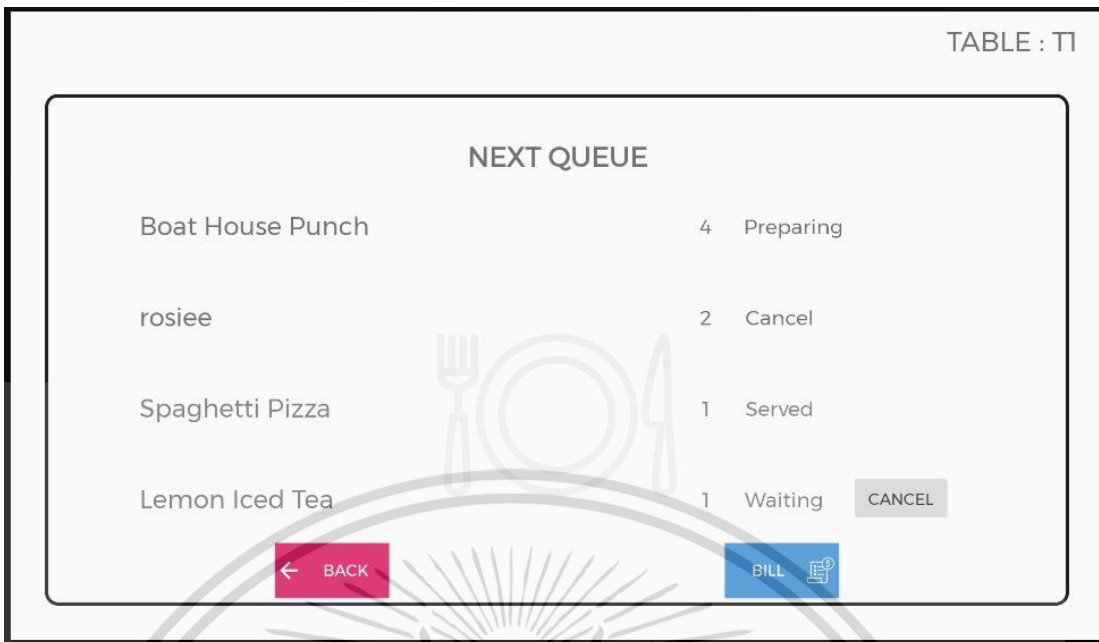 TABLE : T1
NEXT QUEUE
Boat House Punch 4 Preparing
rosiee 2 Cancel
Spaghetti Pizza 1 Served
Lemon Iced Tea 1 Waiting CANCEL
BACK BILL